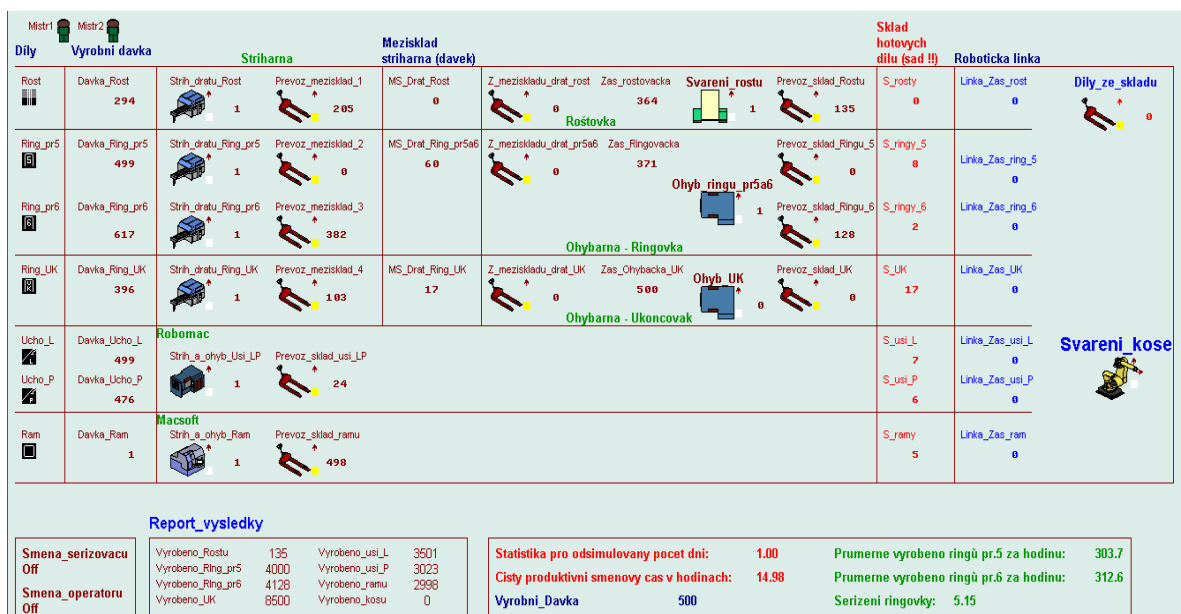 Mistr1 Mistr2
Díly Vyrobni davka Striharna Mezisklad striharna (davek) Sklad hotovych dilu (sad !!) Roboticka linka
Rost Davka_Rost Strih_dratu_Rost Prevoz_mezisklad_1 MS_Drat_Rost Z_meziskladu_drat_rost Zas_rostovacka Svareni_rostu Prevoz_sklad_Rostu S_rosty Linka_Zas_rost Dily_ze_skladu
294 1 205 0 0 364 1 135 0 0 0
Roštovka
Ring_pr5 Davka_Ring_pr5 Strih_dratu_Ring_pr5 Prevoz_mezisklad_2 MS_Drat_Ring_pr5a6 Z_meziskladu_drat_pr5a6 Zas_Ringovacka Prevoz_sklad_Ringu_5 S_ringy_5 Linka_Zas_ring_5
5 499 1 0 60 0 371 0 8 0
Ohyb_ringu_pr5a6
1
Ring_pr6 Davka_Ring_pr6 Strih_dratu_Ring_pr6 Prevoz_mezisklad_3 Prevoz_sklad_Ringu_6 S_ringy_6 Linka_Zas_ring_6
6 617 1 382 128 2 0
Ohybarna - Ringovka
Ring_UK Davka_Ring_UK Strih_dratu_Ring_UK Prevoz_mezisklad_4 MS_Drat_Ring_UK Z_meziskladu_drat_UK Zas_Ohybacka_UK Ohyb_UK Prevoz_sklad_UK S_UK Linka_Zas_UK
396 1 103 17 0 500 0 0 17 0
Ohybarna - Ukoncovak
Robomac
Ucho_L Davka_Ucho_L S_usi_L Linka_Zas_usi_L Svareni_kose
L 499 Strih_a_ohyb_Usi_LP Prevoz_sklad_usi_LP 7 0
Ucho_P Davka_Ucho_P 1 24 S_usi_P Linka_Zas_usi_P
P 476 6 0
Macsoft
Ram Davka_Ram Strih_a_ohyb_Ram Prevoz_sklad_ramu S_ramy Linka_Zas_ram
1 1 498 5 0
Report_vysledky
Smena_serizovacu
Off
Smena_operatoru
Off
Vyrobeno_Rostu 135 Vyrobeno_usi_L 3501
Vyrobeno_RIng_pr5 4000 Vyrobeno_usi_P 3023
Vyrobeno_RIng_pr6 4128 Vyrobeno_ramu 2998
Vyrobeno_UK 8500 Vyrobeno_kosu 0
Statistika pro odsimulovany pocet dni: 1.00 Prumerne vyrobeno ringù pr.5 za hodinu: 303.7
Cisty produktivni smenovy cas v hodinach: 14.98 Prumerne vyrobeno ringù pr.6 za hodinu: 312.6
Vyrobni_Davka 500 Serizeni ringovky: 5.15